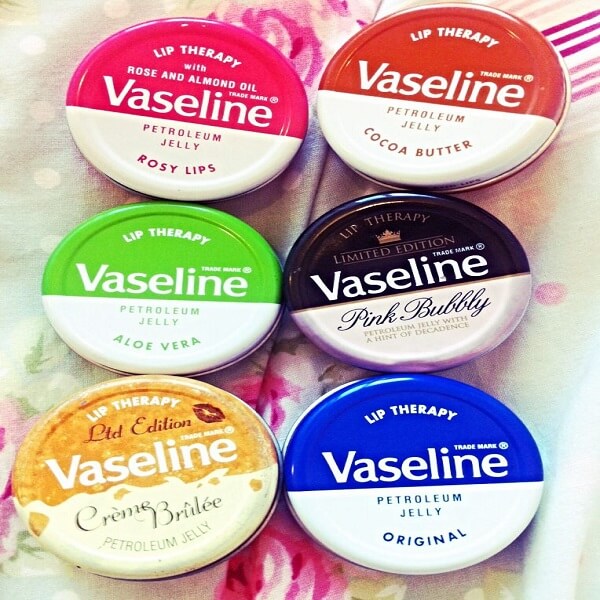 LIP THERAPY
with
ROSE AND ALMOND OIL
Vaseline
TRADE MARK ®
PETROLEUM
JELLY
ROSY LIPS
LIP THERAPY
Vaseline
TRADE MARK ®
PETROLEUM
JELLY
COCOA BUTTER
LIP THERAPY
Vaseline
TRADE MARK ®
PETROLEUM
JELLY
ALOE VERA
LIP THERAPY
LIMITED EDITION
Vaseline
TRADE MARK ®
Pink Bubbly
PETROLEUM JELLY WITH
A HINT OF DECADENCE
LIP THERAPY
Ltd Edition
Vaseline
TRADE MARK ®
Crème Brûlée
PETROLEUM JELLY
LIP THERAPY
Vaseline
TRADE MARK ®
PETROLEUM
JELLY
ORIGINAL